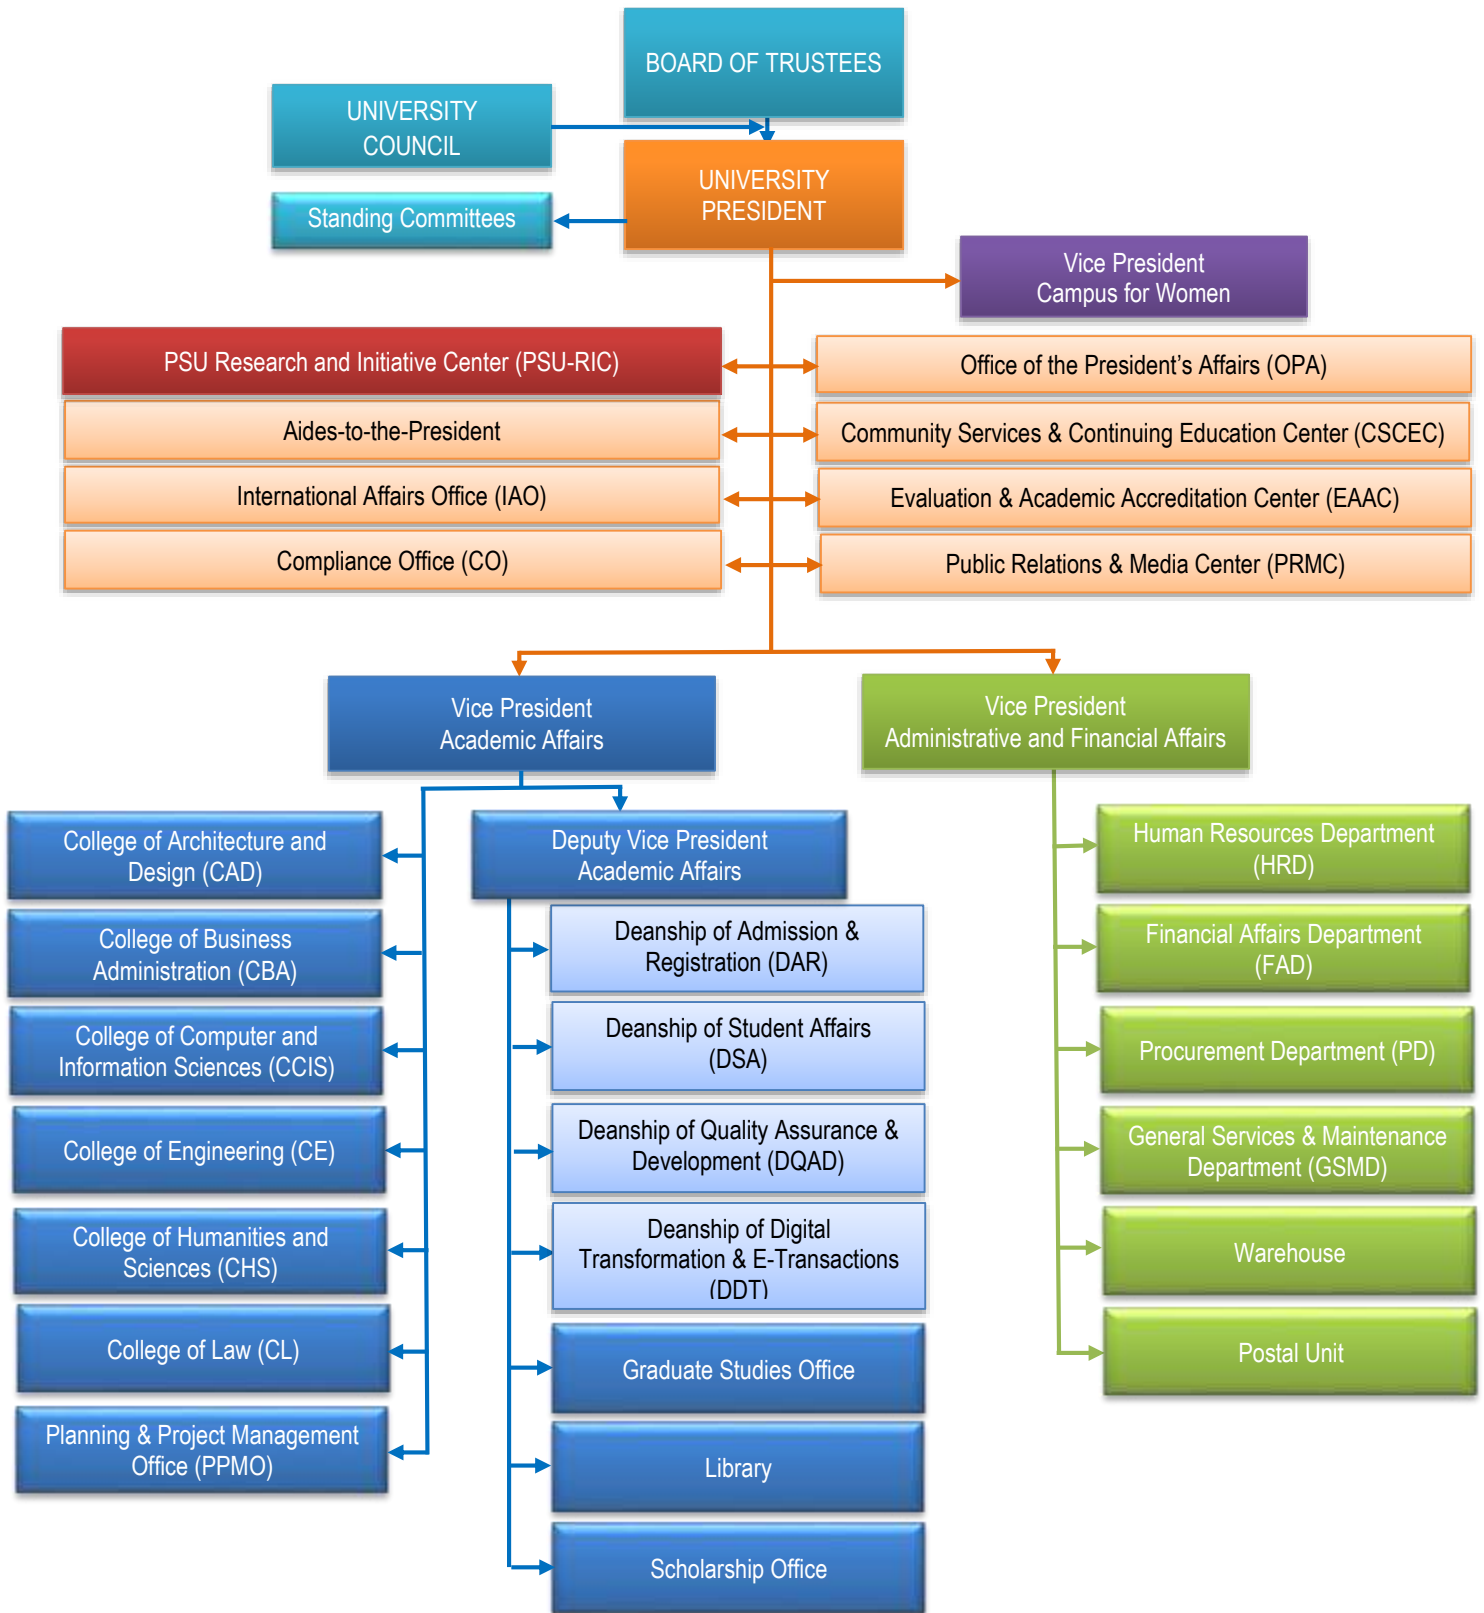 BOARD OF TRUSTEES
UNIVERSITY
COUNCIL
UNIVERSITY
PRESIDENT
Standing Committees
Vice President
Campus for Women
PSU Research and Initiative Center (PSU-RIC)
Office of the President’s Affairs (OPA)
Aides-to-the-President
Community Services & Continuing Education Center (CSCEC)
International Affairs Office (IAO)
Evaluation & Academic Accreditation Center (EAAC)
Compliance Office (CO)
Public Relations & Media Center (PRMC)
Vice President
Academic Affairs
Vice President
Administrative and Financial Affairs
College of Architecture and
Design (CAD)
College of Business
Administration (CBA)
College of Computer and
Information Sciences (CCIS)
College of Engineering (CE)
College of Humanities and
Sciences (CHS)
College of Law (CL)
Planning & Project Management
Office (PPMO)
Deputy Vice President
Academic Affairs
Deanship of Admission &
Registration (DAR)
Deanship of Student Affairs
(DSA)
Deanship of Quality Assurance &
Development (DQAD)
Deanship of Digital
Transformation & E-Transactions
(DDT)
Graduate Studies Office
Library
Scholarship Office
Human Resources Department
(HRD)
Financial Affairs Department
(FAD)
Procurement Department (PD)
General Services & Maintenance
Department (GSMD)
Warehouse
Postal Unit